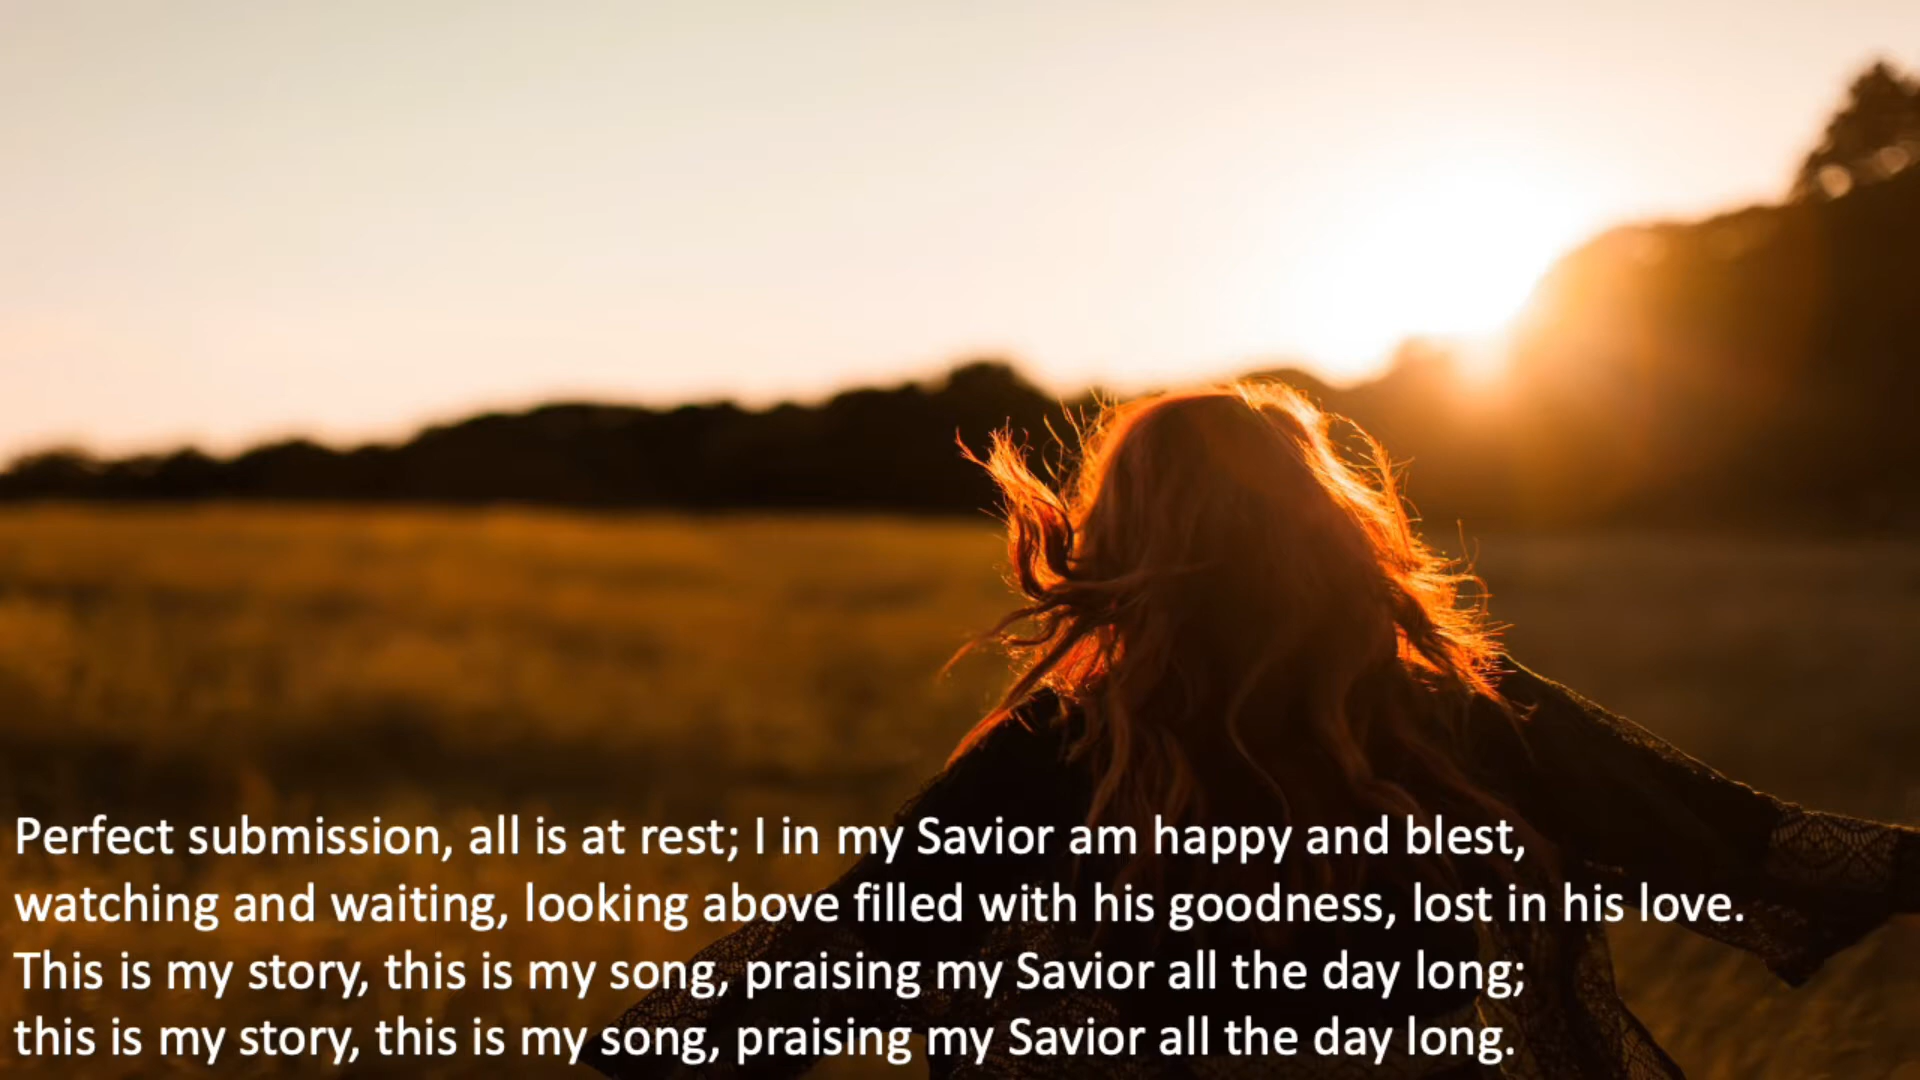 Perfect submission, all is at rest; I in my Savior am happy and blest,
watching and waiting, looking above filled with his goodness, lost in his love.
This is my story, this is my song, praising my Savior all the day long;
this is my story, this is my song, praising my Savior all the day long.